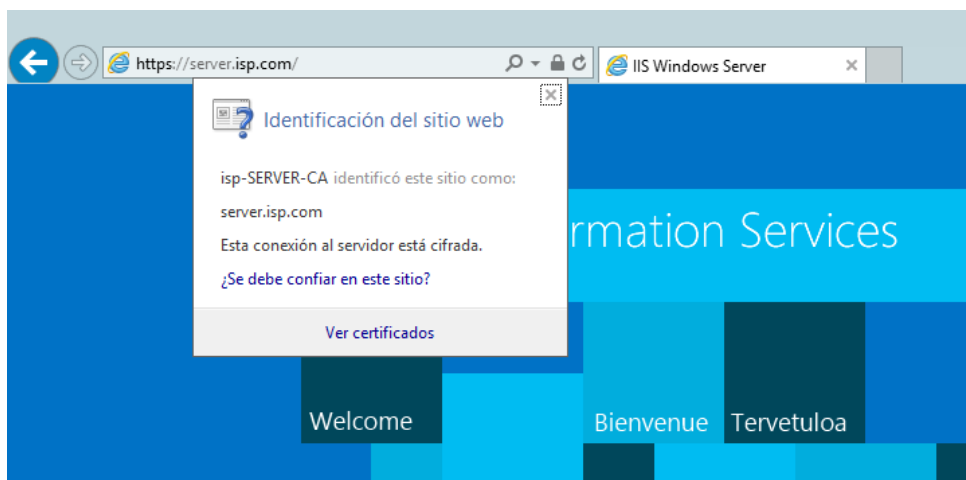 https://server.isp.com/
IIS Windows Server
Identificación del sitio web
isp-SERVER-CA identificó este sitio como:
server.isp.com
Esta conexión al servidor está cifrada.
¿Se debe confiar en este sitio?
Ver certificados
rmation Services
Welcome
Bienvenue
Tervetuloa